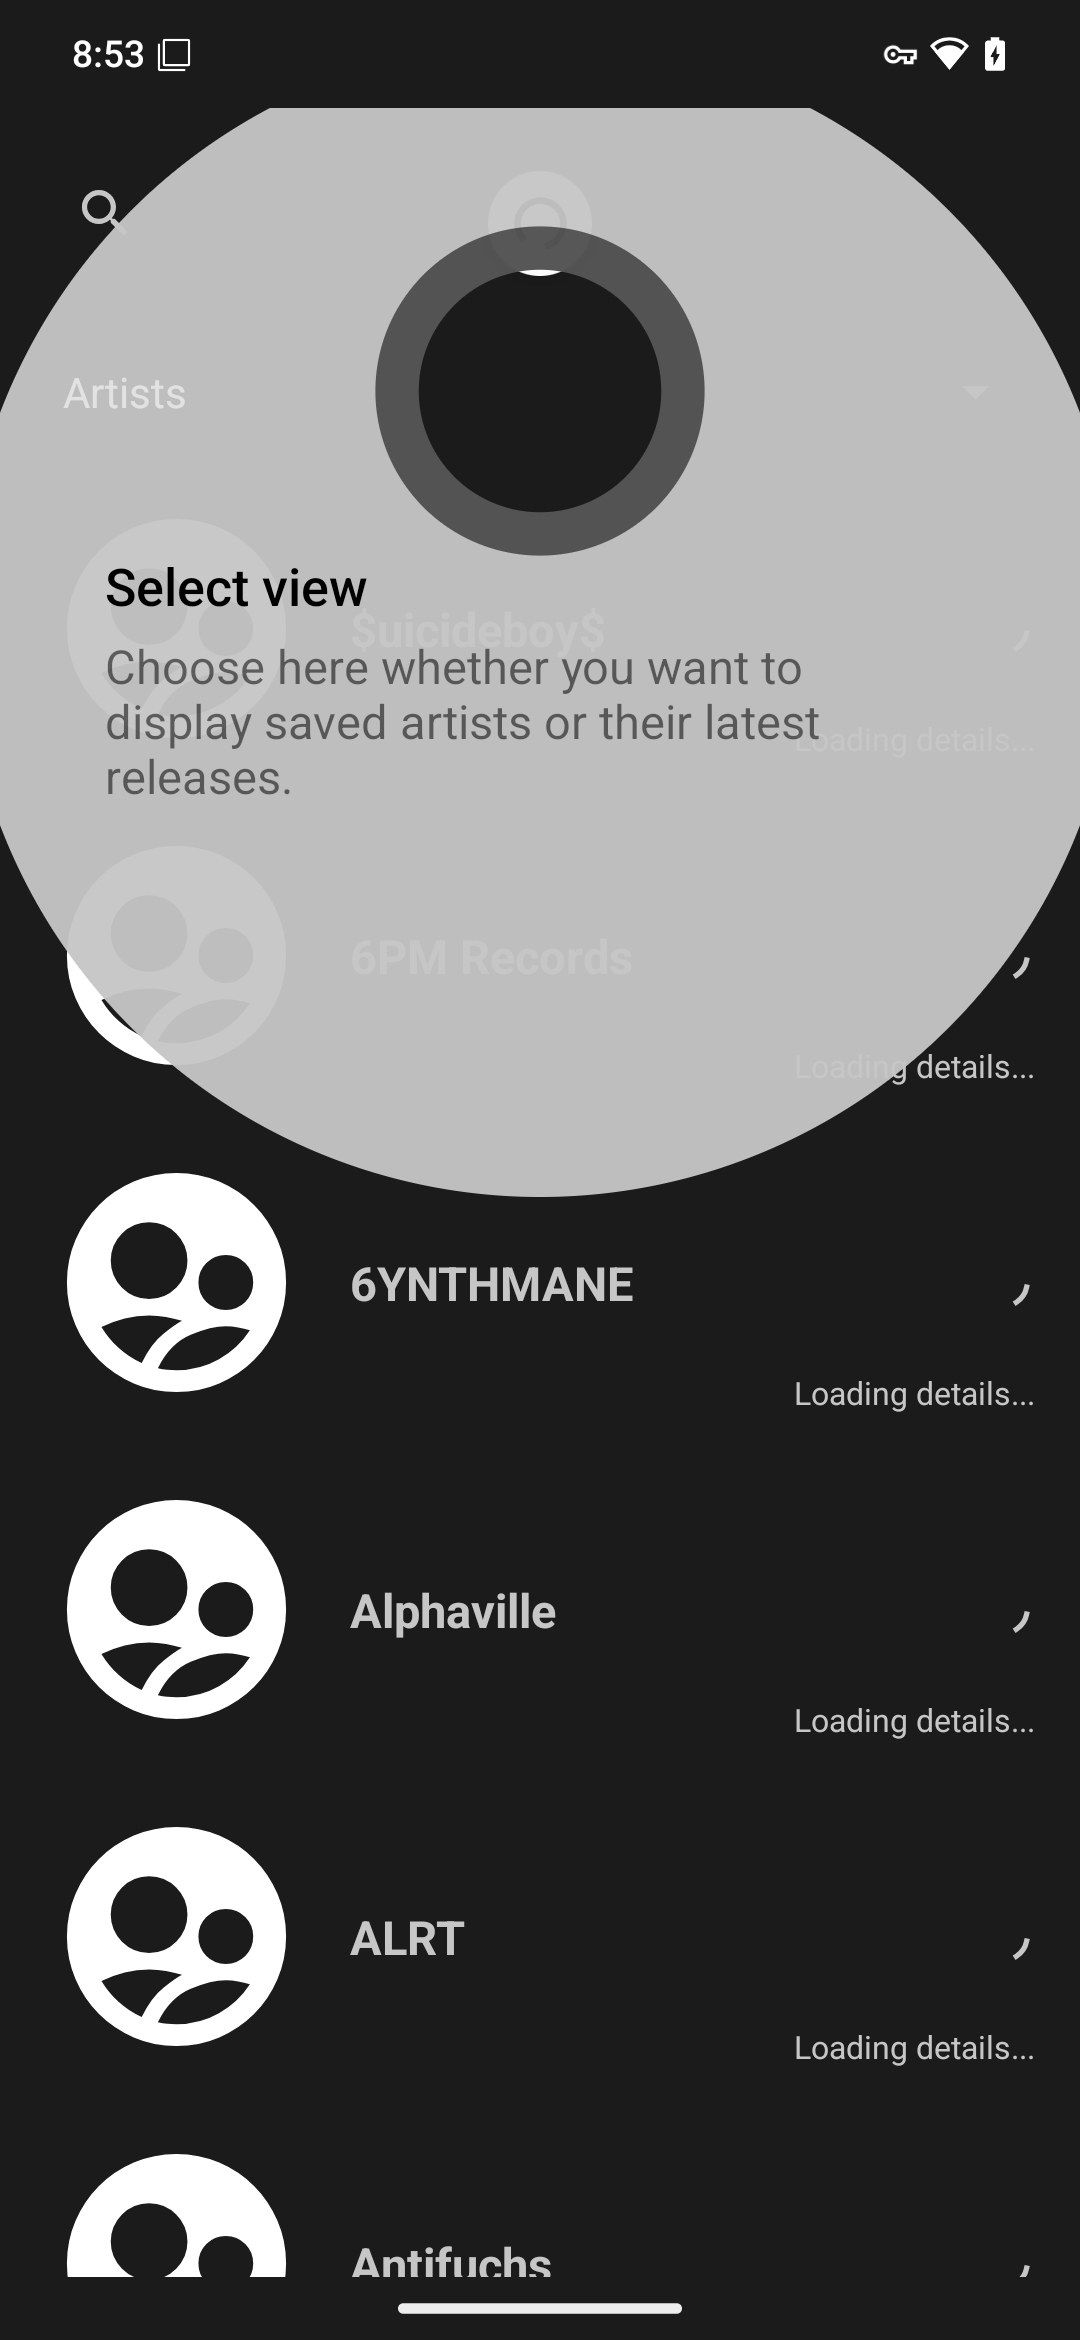 8:53
Artists
Select view
$uicideboy$
Choose here whether you want to
display saved artists or their latest
releases.
Loading details...
6PM Records
Loading details...
6YNTHMANE
Loading details...
Alphaville
Loading details...
ALRT
Loading details...
Antifuchs